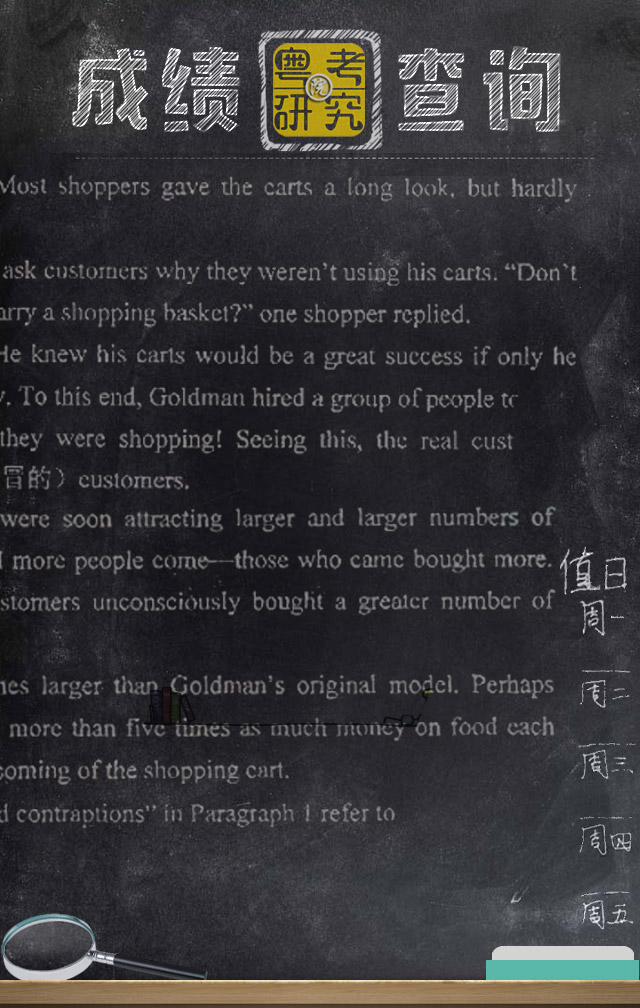 成绩 粤考研究院 查询
Most shoppers gave the carts a long look, but hardly
ask customers why they weren't using his carts. "Don't
arry a shopping basket?" one shopper replied.
He knew his carts would be a great success if only he
y. To this end, Goldman hired a group of people to
they were shopping! Seeing this, the real cust
冒的）customers.
were soon attracting larger and larger numbers of
more people come—those who came bought more.
stomers unconsciously bought a greater number of
值日
周一
nes larger than Goldman's original model. Perhaps
周二
more than five times as much money on food each
coming of the shopping cart.
周三
d contraptions" in Paragraph 1 refer to
周四
周五